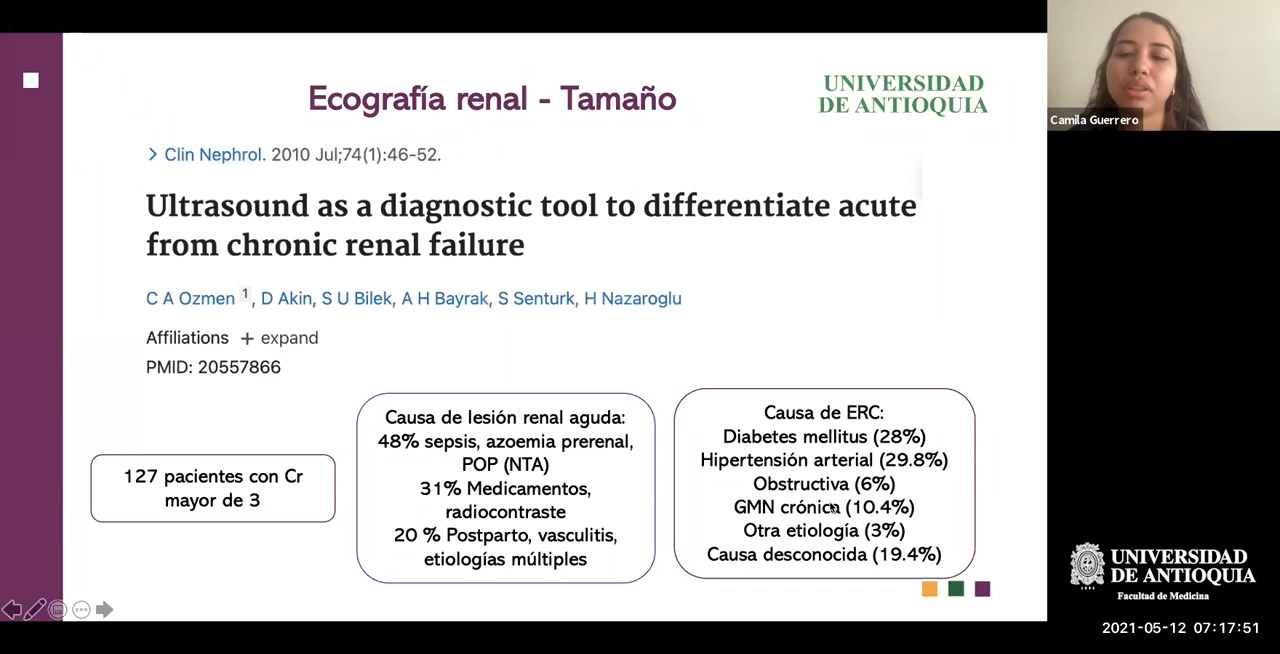 Ecografía renal - Tamaño
UNIVERSIDAD
DE ANTIOQUIA
Camila Guerrero
> Clin Nephrol. 2010 Jul;74(1):46-52.
Ultrasound as a diagnostic tool to differentiate acute
from chronic renal failure
C A Ozmen 1, D Akin, S U Bilek, A H Bayrak, S Senturk, H Nazaroglu
Affiliations + expand
PMID: 20557866
127 pacientes con Cr
mayor de 3
Causa de lesión renal aguda:
48% sepsis, azoemia prerenal,
POP (NTA)
31% Medicamentos,
radiocontraste
20 % Postparto, vasculitis,
etiologías múltiples
Causa de ERC:
Diabetes mellitus (28%)
Hipertensión arterial (29.8%)
Obstructiva (6%)
GMN crónica (10.4%)
Otra etiología (3%)
Causa desconocida (19.4%)
UNIVERSIDAD
DE ANTIOQUIA
Facultad de Medicina
2021-05-12 07:17:51